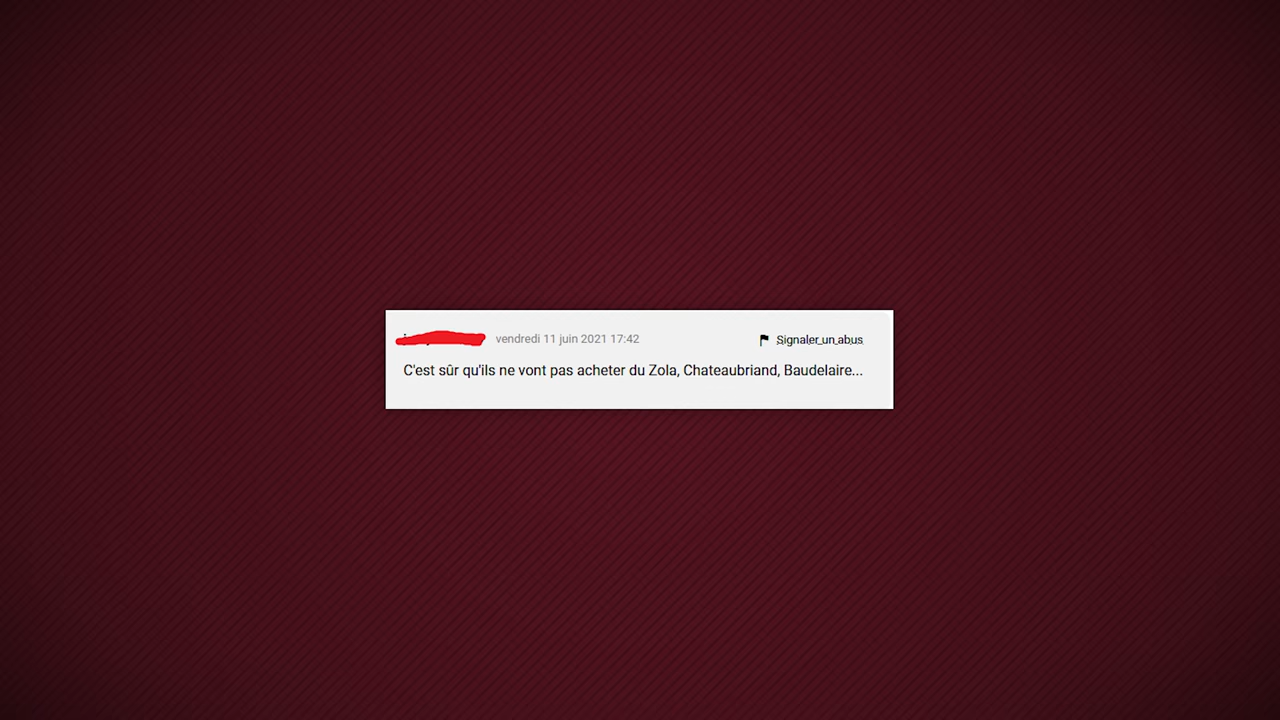 vendredi 11 juin 2021 17:42 Signaler un abus
C'est sûr qu'ils ne vont pas acheter du Zola, Chateaubriand, Baudelaire...